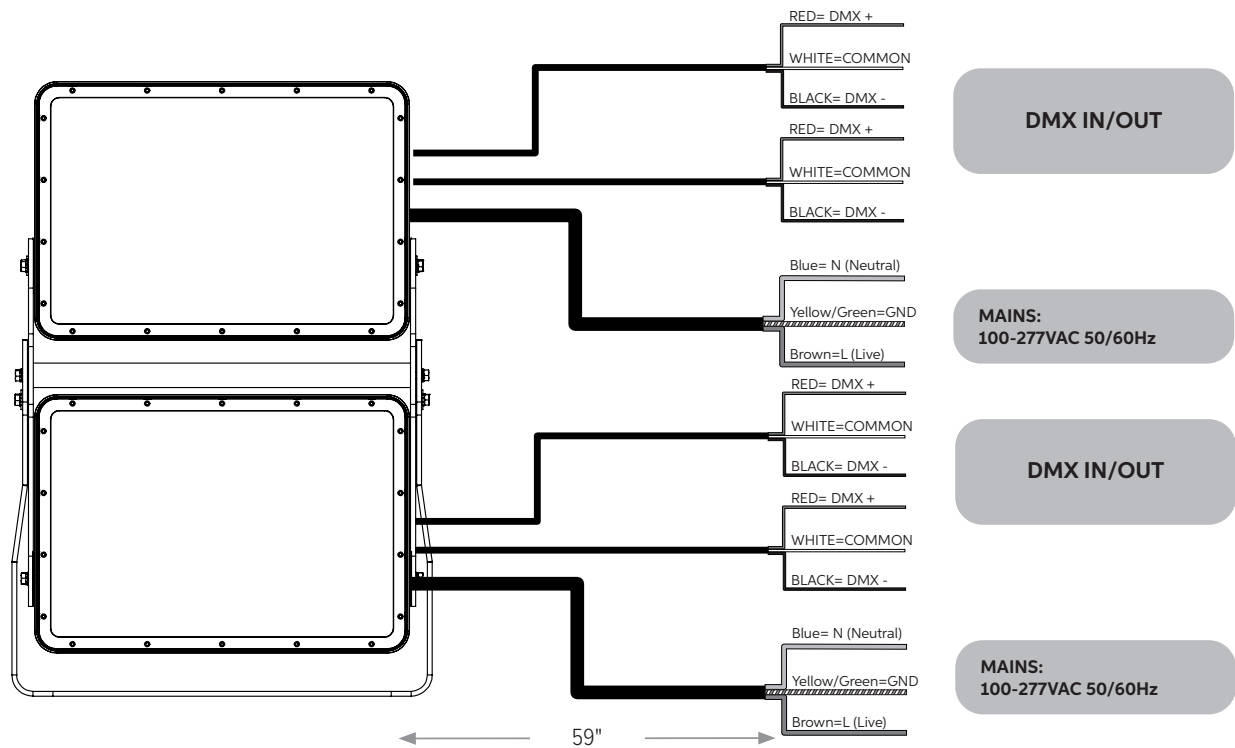 RED= DMX +
WHITE=COMMON
BLACK= DMX -
DMX IN/OUT
RED= DMX +
WHITE=COMMON
BLACK= DMX -
Blue= N (Neutral)
Yellow/Green=GND
Brown=L (Live)
MAINS:
100-277VAC 50/60Hz
RED= DMX +
WHITE=COMMON
BLACK= DMX -
DMX IN/OUT
RED= DMX +
WHITE=COMMON
BLACK= DMX -
Blue= N (Neutral)
Yellow/Green=GND
Brown=L (Live)
MAINS:
100-277VAC 50/60Hz
59"